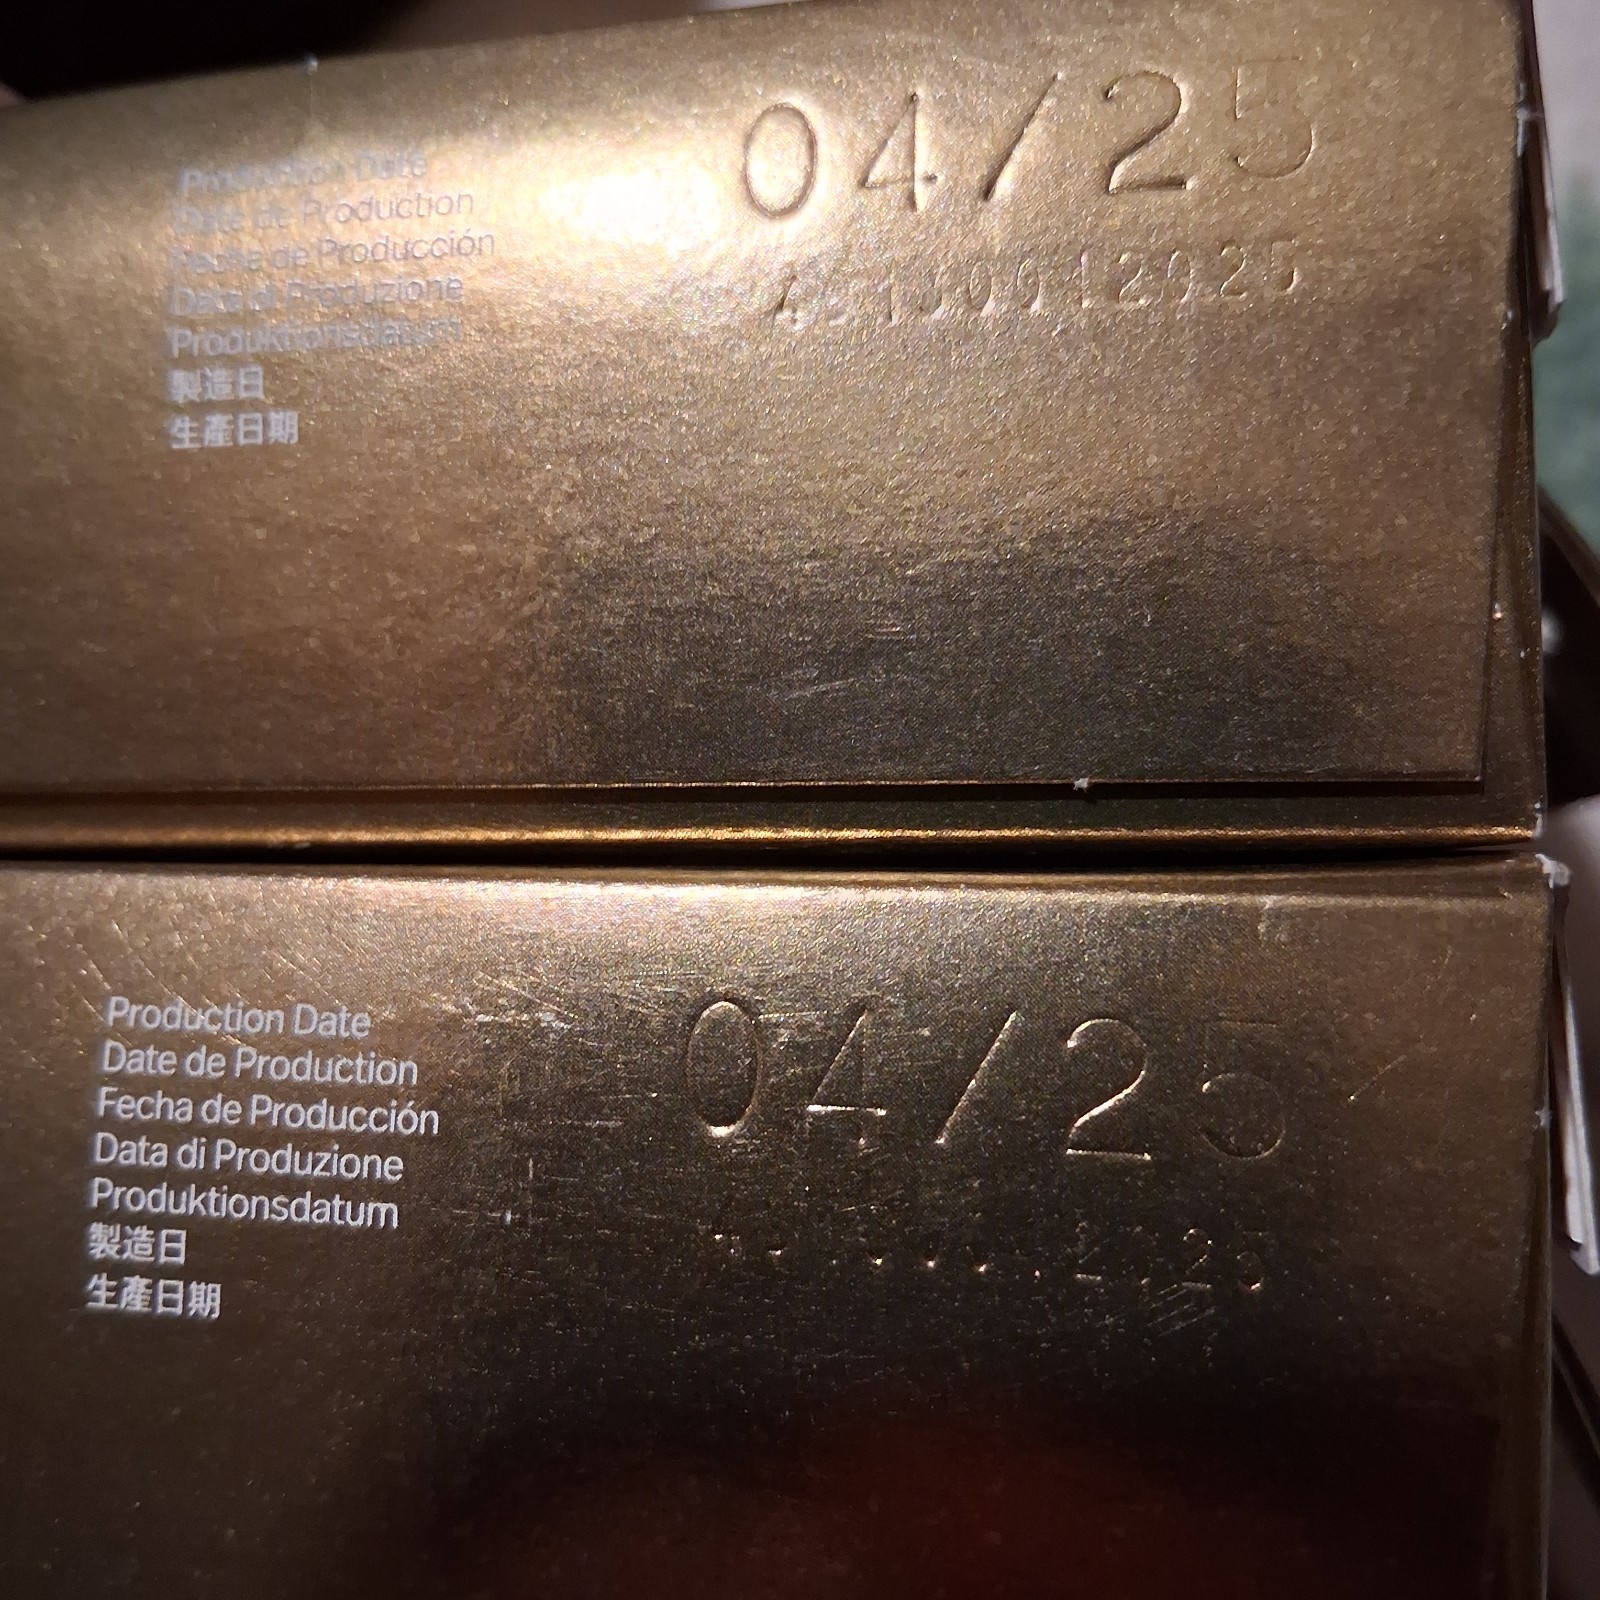 Production Date
Date de Production
Fecha de Producción
Data di Produzione
Produktionsdatum
製造日
生產日期
04/25
Production Date
Date de Production
Fecha de Producción
Data di Produzione
Produktionsdatum
製造日
生產日期
04/25